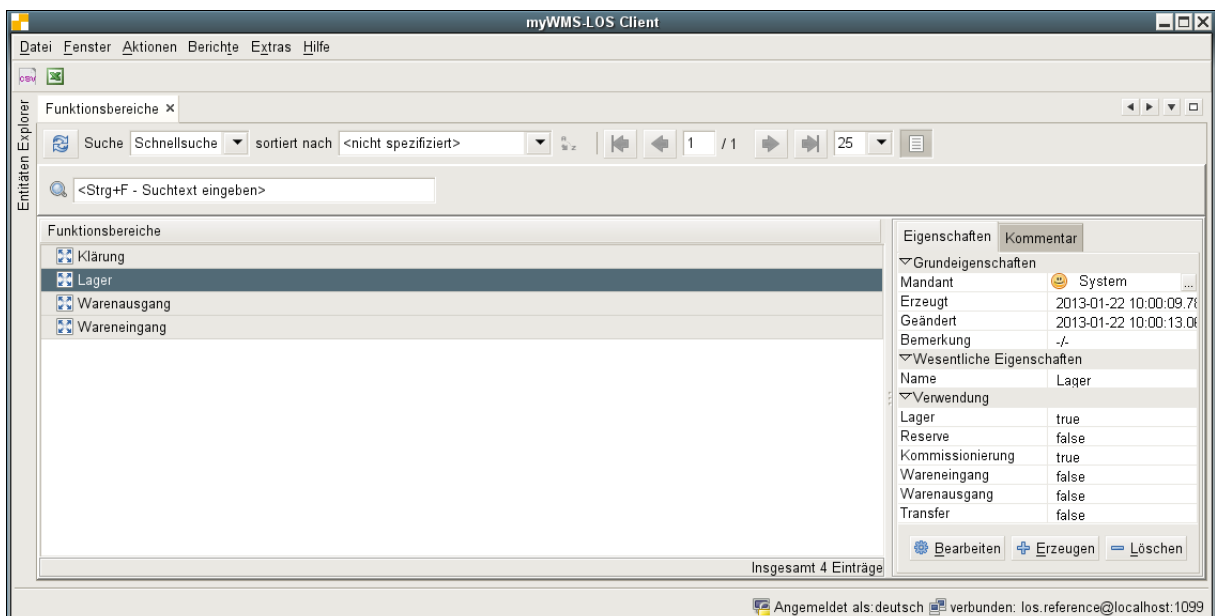 myWMS-LOS Client
Datei Fenster Aktionen Berichte Extras Hilfe
csv
Entitäten Explorer
Funktionsbereiche
Suche Schnellsuche sortiert nach <nicht spezifiziert> 1 / 1 25
<Strg+F - Suchtext eingeben>
Funktionsbereiche
Klärung
Lager
Warenausgang
Wareneingang
Insgesamt 4 Einträge
Eigenschaften Kommentar
Grundeigenschaften
Mandant System ...
Erzeugt 2013-01-22 10:00:09.78
Geändert 2013-01-22 10:00:13.06
Bemerkung -/-
Wesentliche Eigenschaften
Name Lager
Verwendung
Lager true
Reserve false
Kommissionierung true
Wareneingang false
Warenausgang false
Transfer false
Bearbeiten Erzeugen Löschen
Angemeldet als:deutsch verbunden: los.reference@localhost:1099